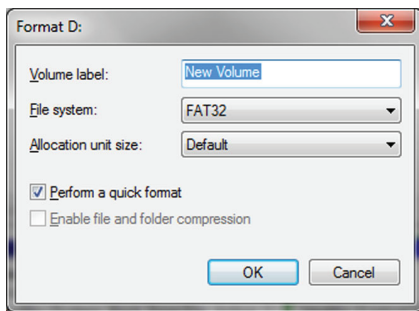 Format D:
Volume label: New Volume
File system: FAT32
Allocation unit size: Default
Perform a quick format
Enable file and folder compression
OK Cancel